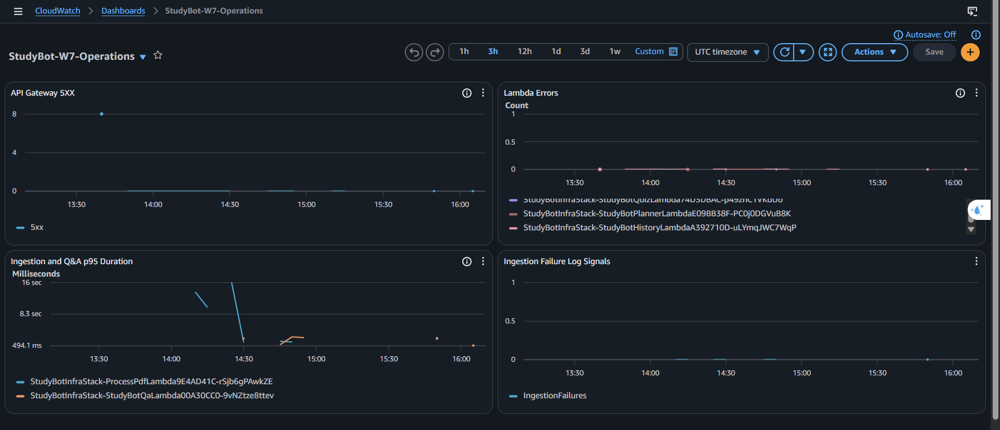 CloudWatch > Dashboards > StudyBot-W7-Operations
Autosave: Off
StudyBot-W7-Operations
1h 3h 12h 1d 3d 1w Custom
UTC timezone
Actions
Save
API Gateway 5XX
8
4
0
13:30 14:00 14:30 15:00 15:30 16:00
5xx
Lambda Errors
Count
1
0.5
0
13:30 14:00 14:30 15:00 15:30 16:00
StudyBotInfraStack-StudyBotPlannerLambdaE09BB38F-PC0j0DGVuB8K
StudyBotInfraStack-StudyBotHistoryLambdaA392710D-uLYmqJWC7WqP
Ingestion and Q&A p95 Duration
Milliseconds
16 sec
8.3 sec
494.1 ms
13:30 14:00 14:30 15:00 15:30 16:00
StudyBotInfraStack-ProcessPdfLambda9E4AD41C-rSjb6gPAwkZE
StudyBotInfraStack-StudyBotQaLambda00A30CC0-9vNZtze8ttev
Ingestion Failure Log Signals
1
0.5
0
13:30 14:00 14:30 15:00 15:30 16:00
IngestionFailures